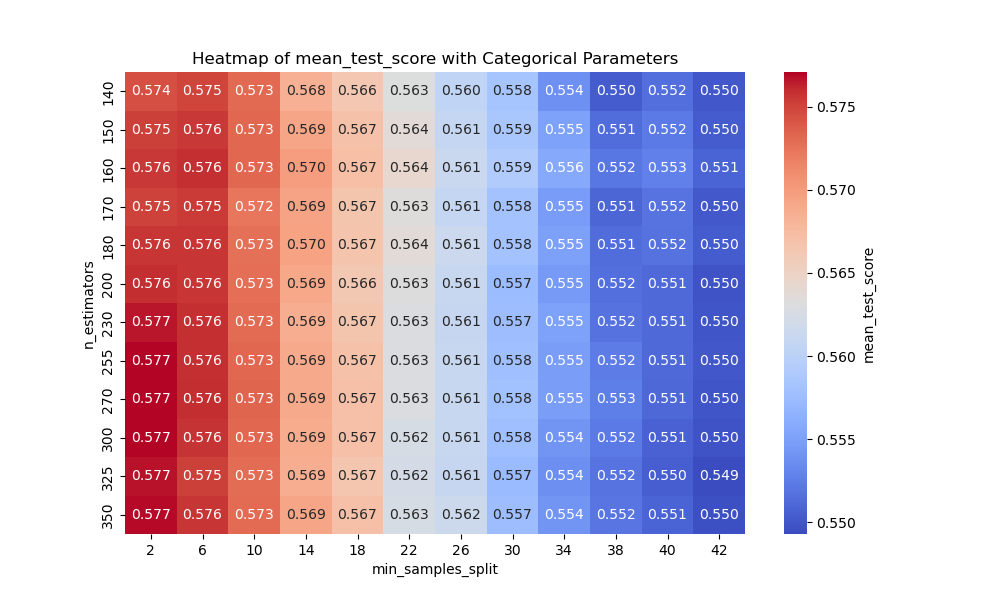 Heatmap of mean_test_score with Categorical Parameters
n_estimators
140 0.574 0.575 0.573 0.568 0.566 0.563 0.560 0.558 0.554 0.550 0.552 0.550
150 0.575 0.576 0.573 0.569 0.567 0.564 0.561 0.559 0.555 0.551 0.552 0.550
160 0.576 0.576 0.573 0.570 0.567 0.564 0.561 0.559 0.556 0.552 0.553 0.551
170 0.575 0.575 0.572 0.569 0.567 0.563 0.561 0.558 0.555 0.551 0.552 0.550
180 0.576 0.576 0.573 0.570 0.567 0.564 0.561 0.558 0.555 0.551 0.552 0.550
200 0.576 0.576 0.573 0.568 0.566 0.563 0.561 0.557 0.555 0.552 0.551 0.550
230 0.577 0.576 0.573 0.569 0.567 0.563 0.561 0.557 0.555 0.552 0.551 0.550
255 0.577 0.576 0.573 0.569 0.567 0.563 0.561 0.558 0.555 0.552 0.551 0.550
270 0.577 0.576 0.573 0.569 0.567 0.563 0.561 0.558 0.555 0.553 0.551 0.550
300 0.577 0.576 0.573 0.569 0.567 0.562 0.561 0.558 0.554 0.552 0.551 0.550
325 0.577 0.575 0.573 0.569 0.567 0.562 0.561 0.557 0.554 0.552 0.550 0.549
350 0.577 0.576 0.573 0.569 0.567 0.563 0.562 0.557 0.554 0.552 0.551 0.550
2 6 10 14 18 22 26 30 34 38 40 42
min_samples_split
0.575
0.570
0.565
0.560
0.555
0.550
mean_test_score